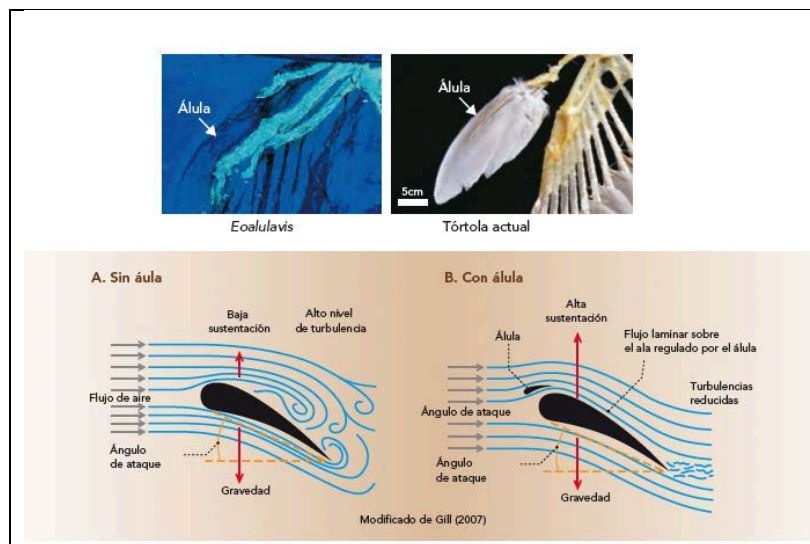 Álula
Álula
5cm
Eoalulavis
Tórtola actual
A. Sin áula
Baja
sustentación
Alto nivel
de turbulencia
Flujo de aire
Ángulo
de ataque
Gravedad
B. Con álula
Alta
sustentación
Álula
Flujo laminar sobre
el ala regulado por el álula
Turbulencias
reducidas
Ángulo de ataque
Ángulo
de ataque
Gravedad
Modificado de Gill (2007)